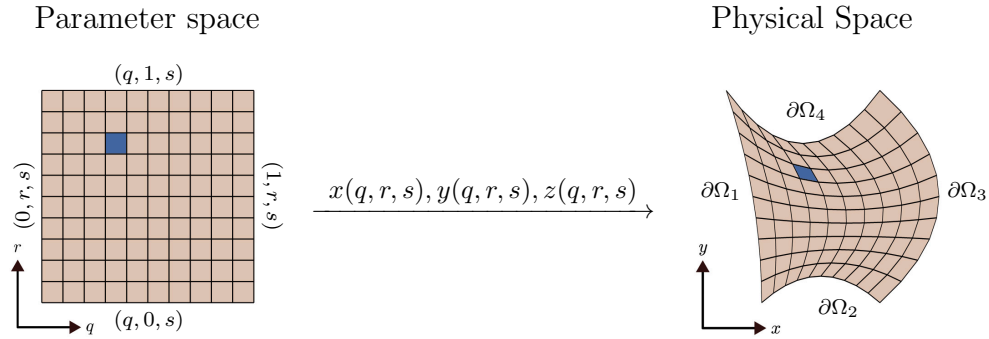 Parameter space
Physical Space
(q, 1, s)
(0, r, s)
(1, r, s)
(q, 0, s)
r
q
x(q, r, s), y(q, r, s), z(q, r, s)
∂Ω₄
∂Ω₁
∂Ω₃
∂Ω₂
y
x